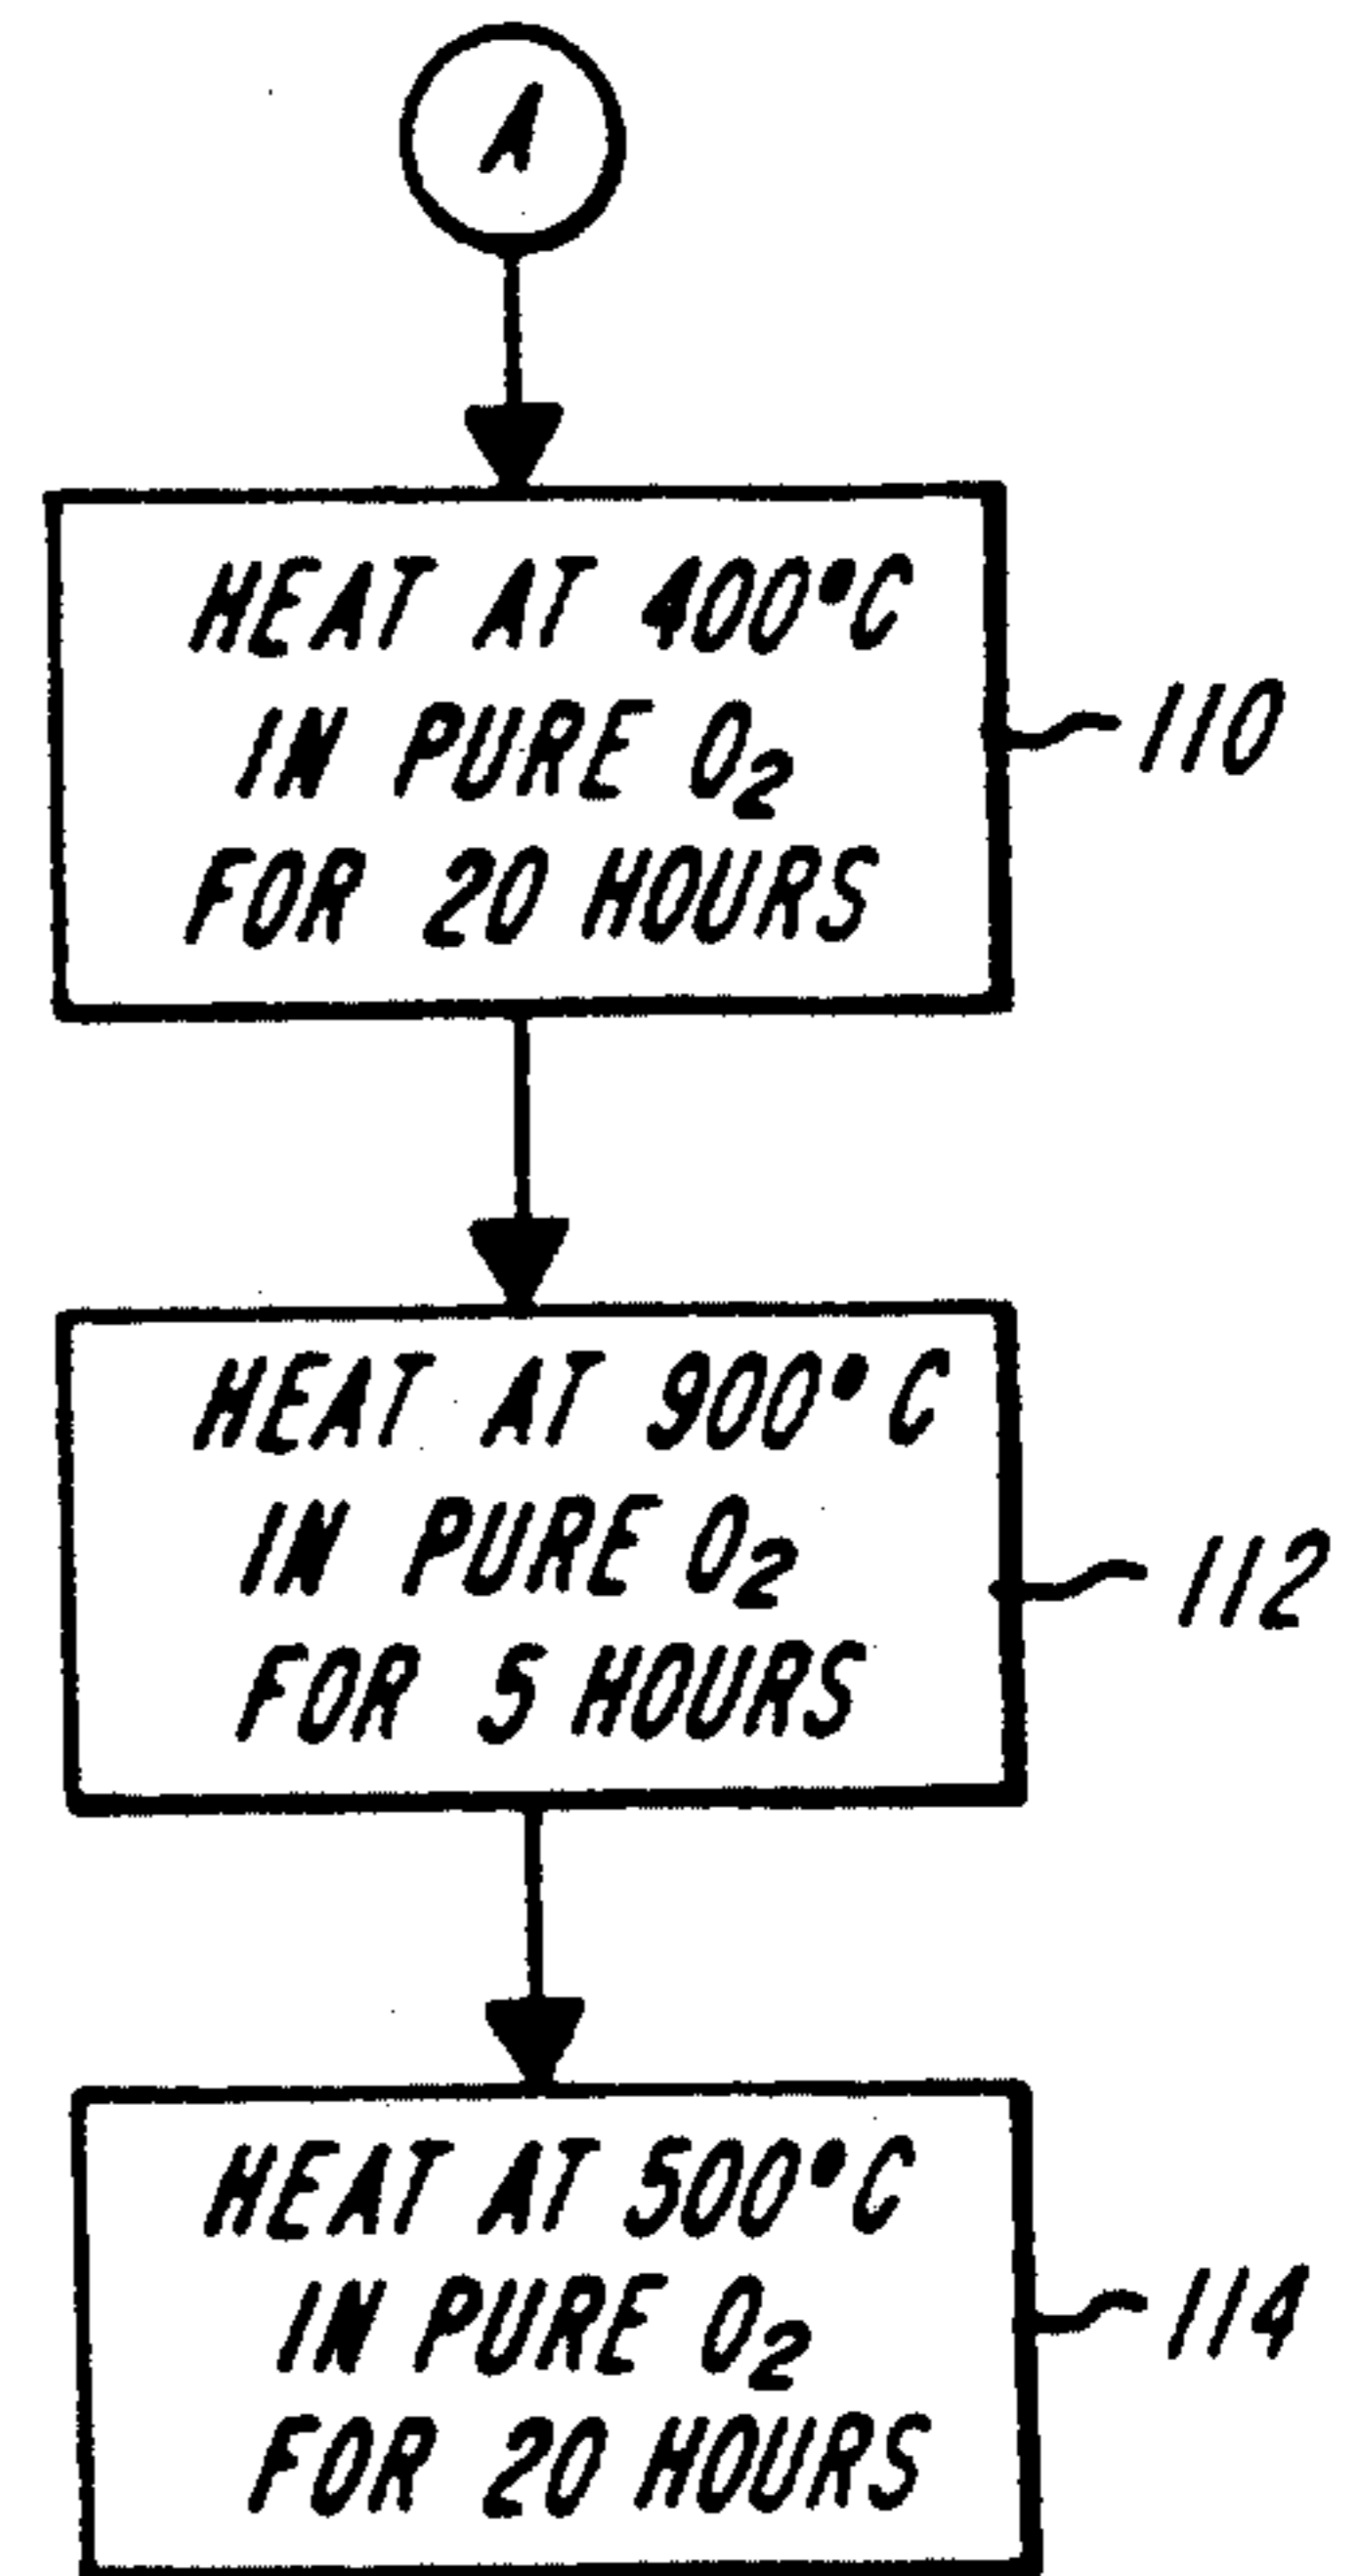 A
HEAT AT 400°C
IN PURE O₂
FOR 20 HOURS
110
HEAT AT 900°C
IN PURE O₂
FOR 5 HOURS
112
HEAT AT 500°C
IN PURE O₂
FOR 20 HOURS
114